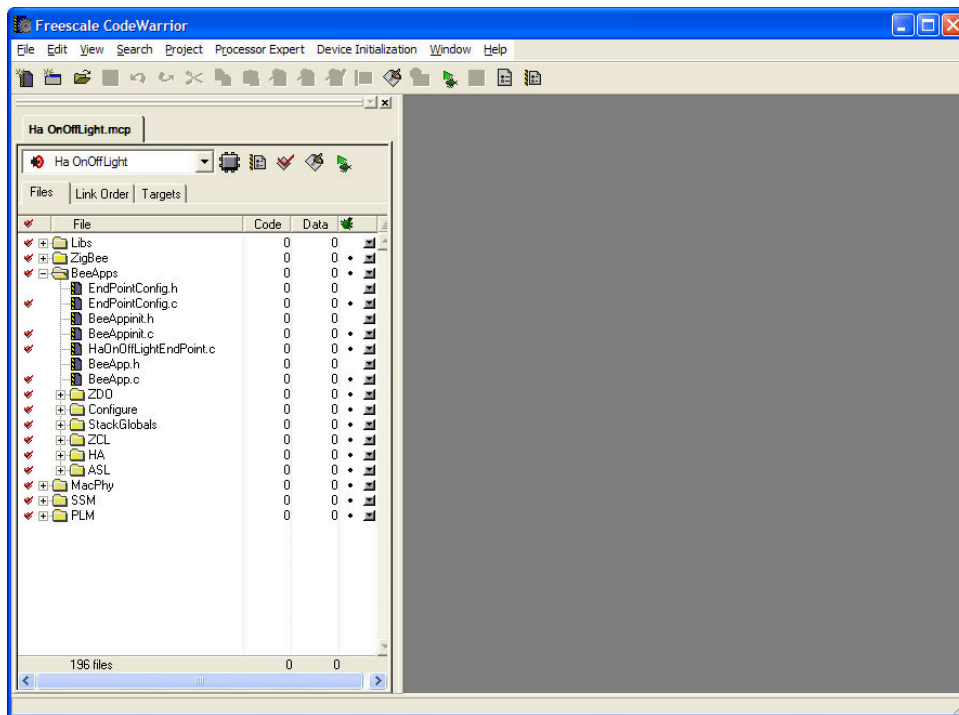 Freescale CodeWarrior
File Edit View Search Project Processor Expert Device Initialization Window Help
Ha OnOffLight.mcp
Ha OnOffLight
Files Link Order Targets
File Code Data
Libs 0 0
ZigBee 0 0
BeeApps 0 0
EndPointConfig.h 0 0
EndPointConfig.c 0 0
BeeAppinit.h 0 0
BeeAppinit.c 0 0
HaOnOffLightEndPoint.c 0 0
BeeApp.h 0 0
BeeApp.c 0 0
ZDO 0 0
Configure 0 0
StackGlobals 0 0
ZCL 0 0
HA 0 0
ASL 0 0
MacPhy 0 0
SSM 0 0
PLM 0 0
196 files 0 0